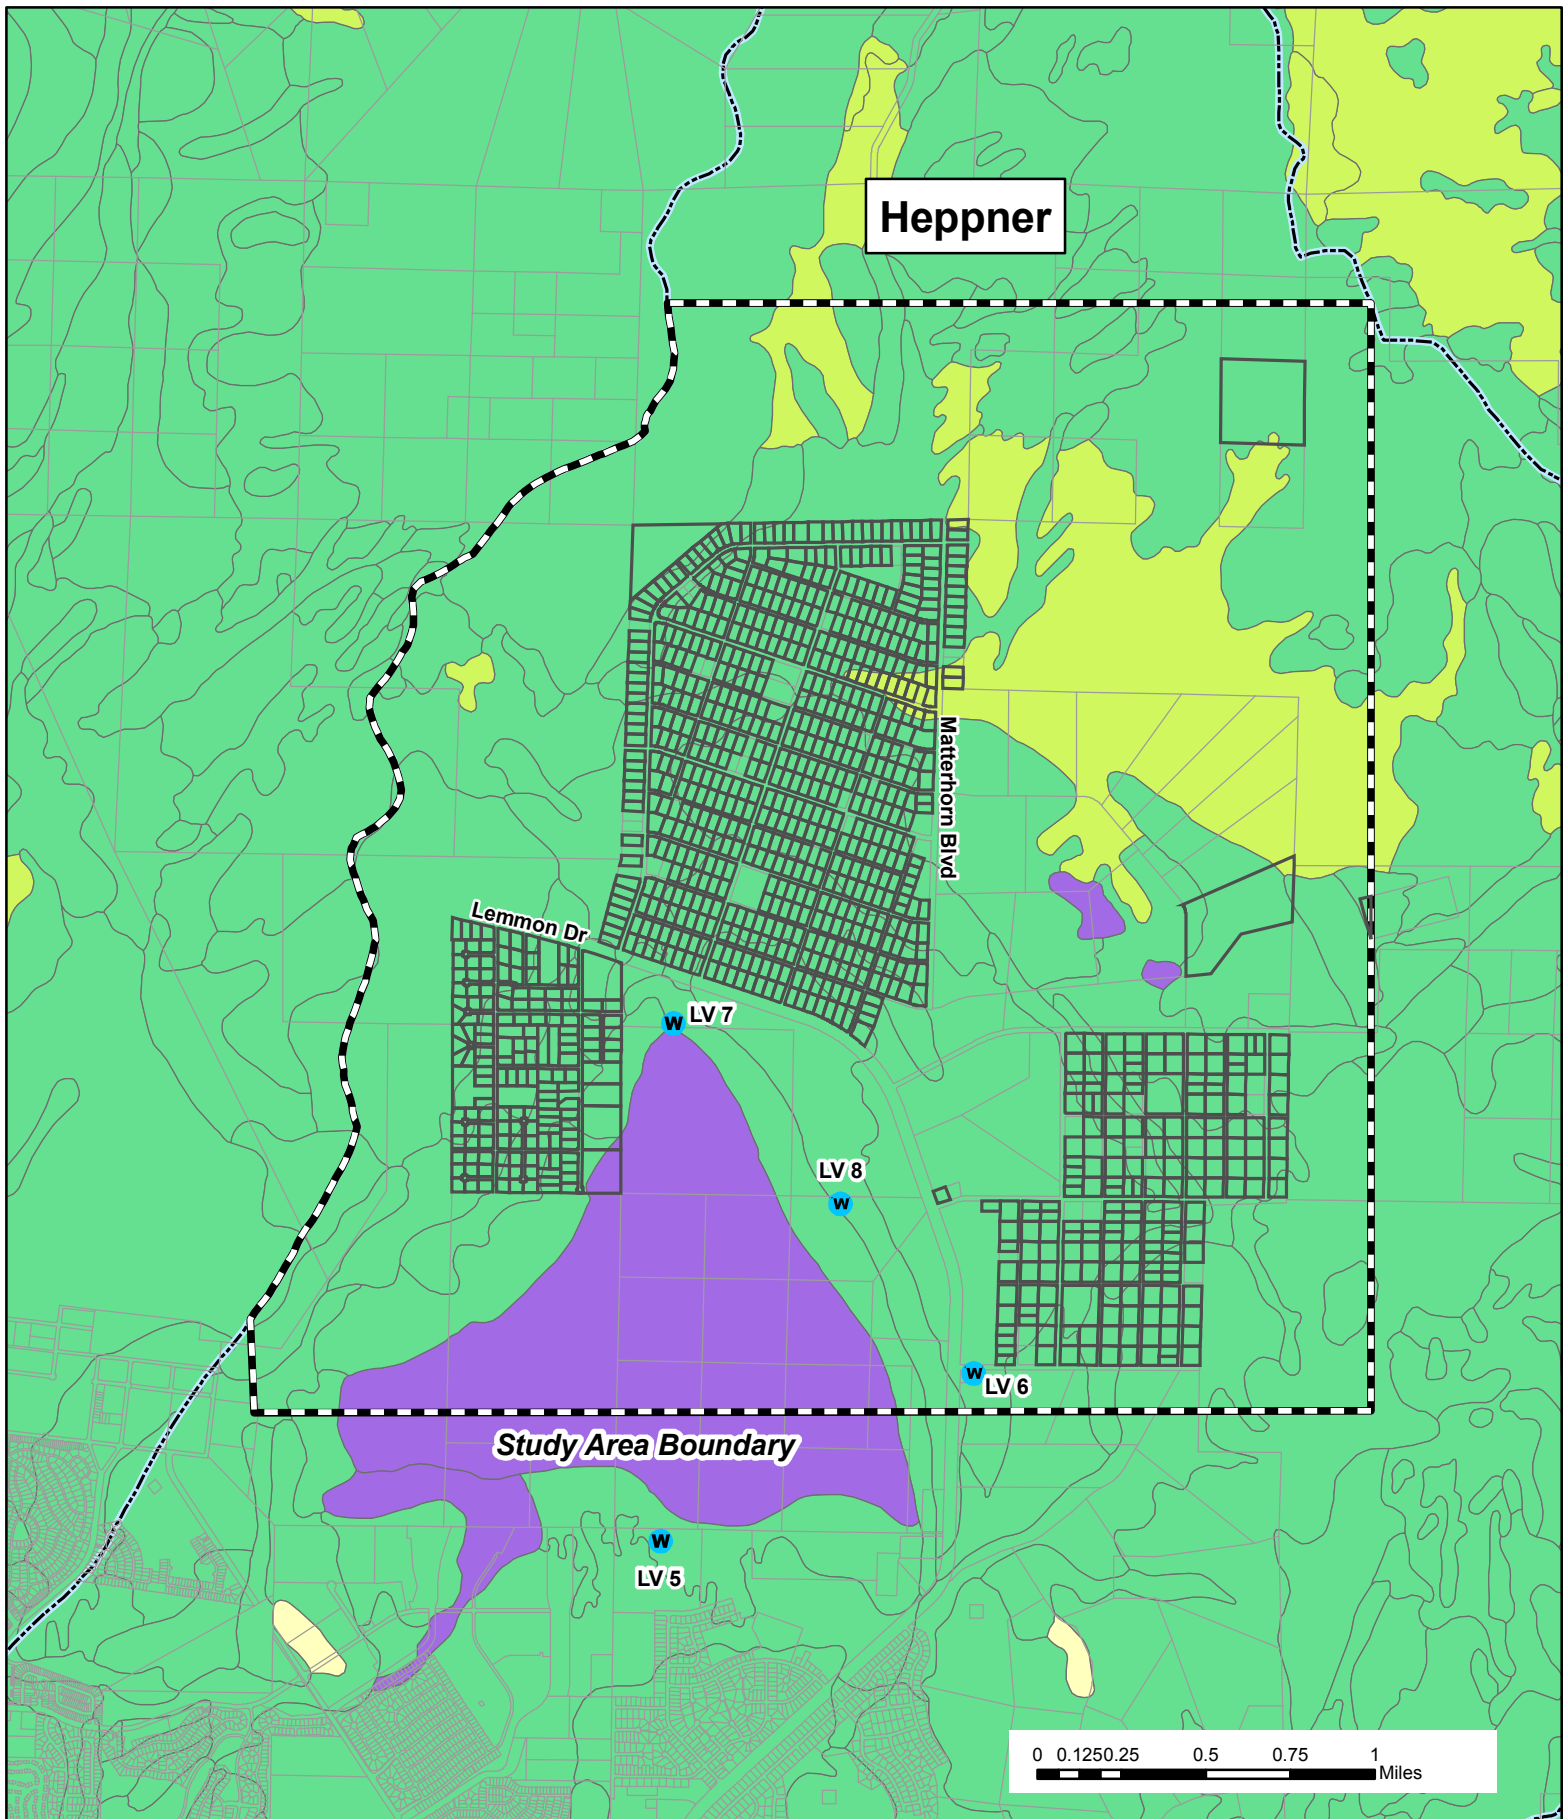 Heppner
Matterhorn Blvd
Lemmon Dr
W LV 7
LV 8
W
W
LV 6
Study Area Boundary
W
LV 5
0 0.125 0.25 0.5 0.75 1
Miles